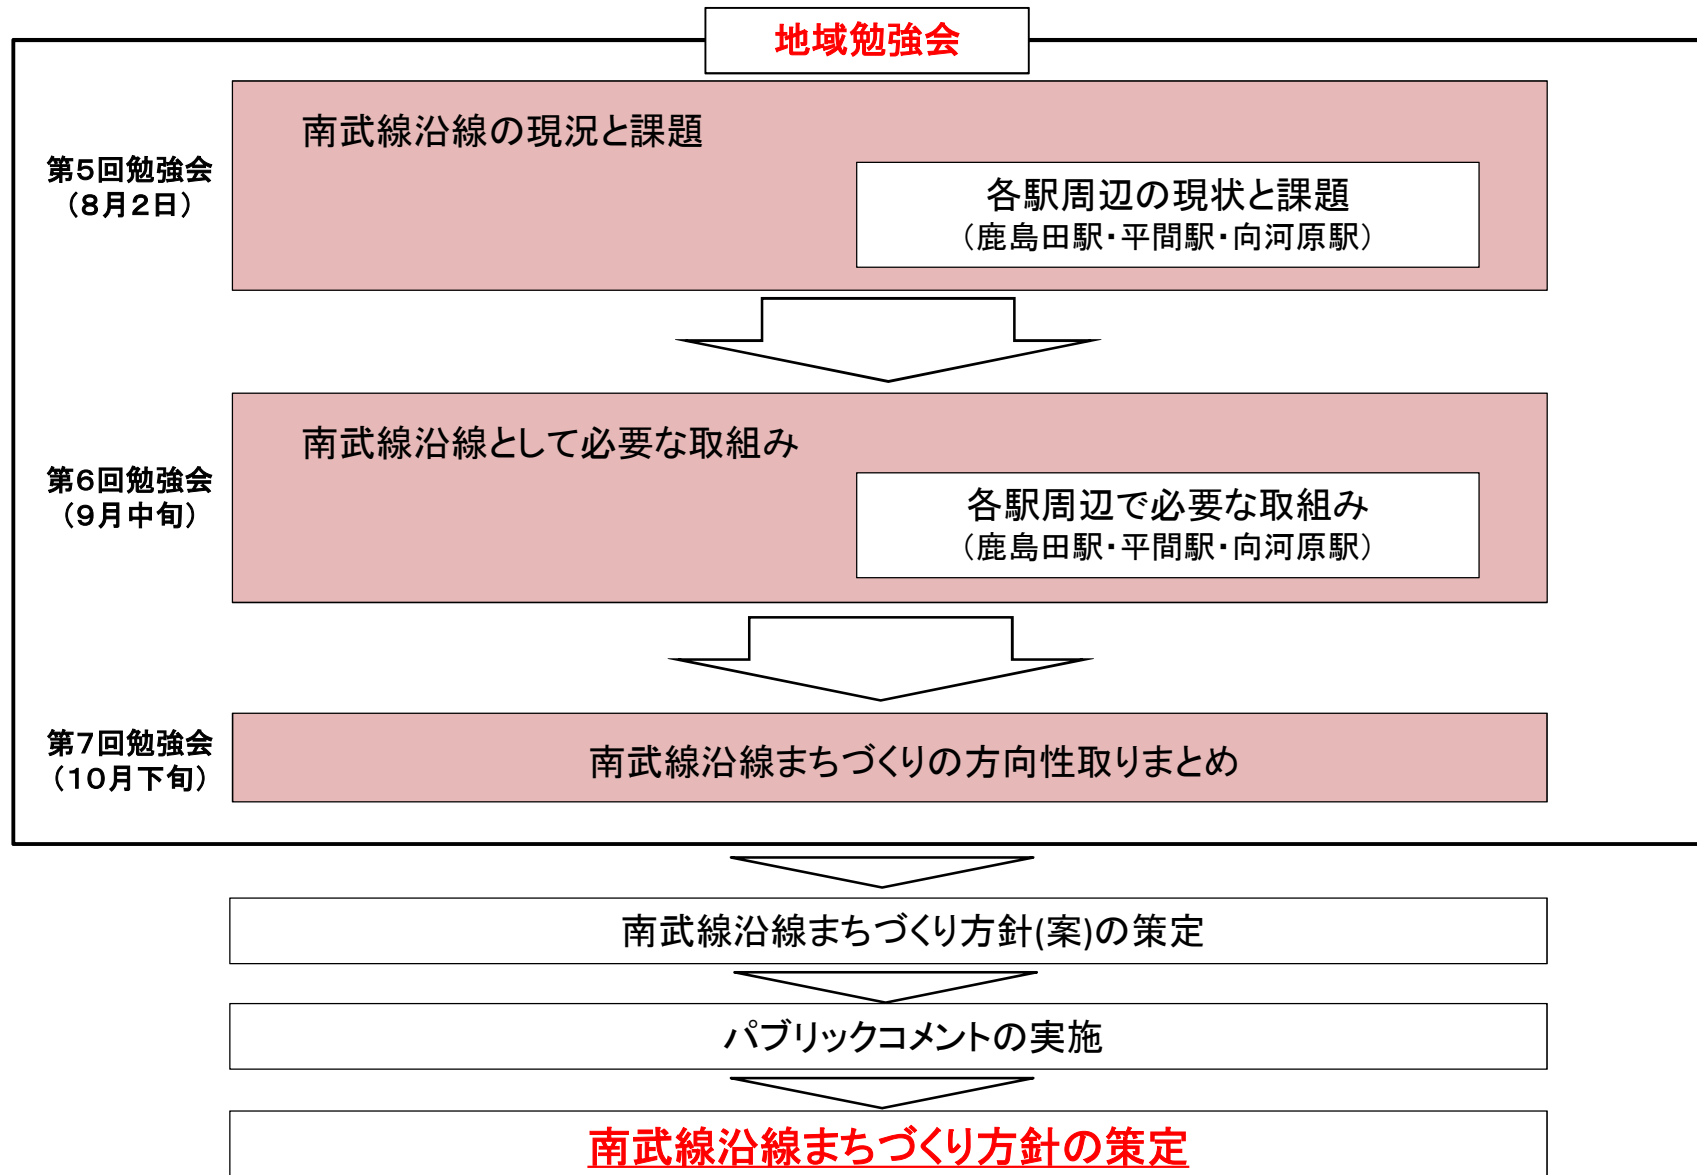 地域勉強会
南武線沿線の現況と課題
第5回勉強会
（8月2日）
各駅周辺の現状と課題
（鹿島田駅・平間駅・向河原駅）
南武線沿線として必要な取組み
第6回勉強会
（9月中旬）
各駅周辺で必要な取組み
（鹿島田駅・平間駅・向河原駅）
第7回勉強会
（10月下旬）
南武線沿線まちづくりの方向性取りまとめ
南武線沿線まちづくり方針(案)の策定
パブリックコメントの実施
南武線沿線まちづくり方針の策定